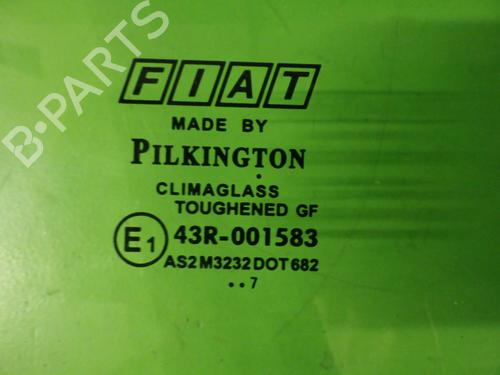 B-PARTS
FIAT
MADE BY
PILKINGTON
CLIMAGLASS
TOUGHENED GF
E1 43R-001583
AS2 M3232 DOT 682
••7